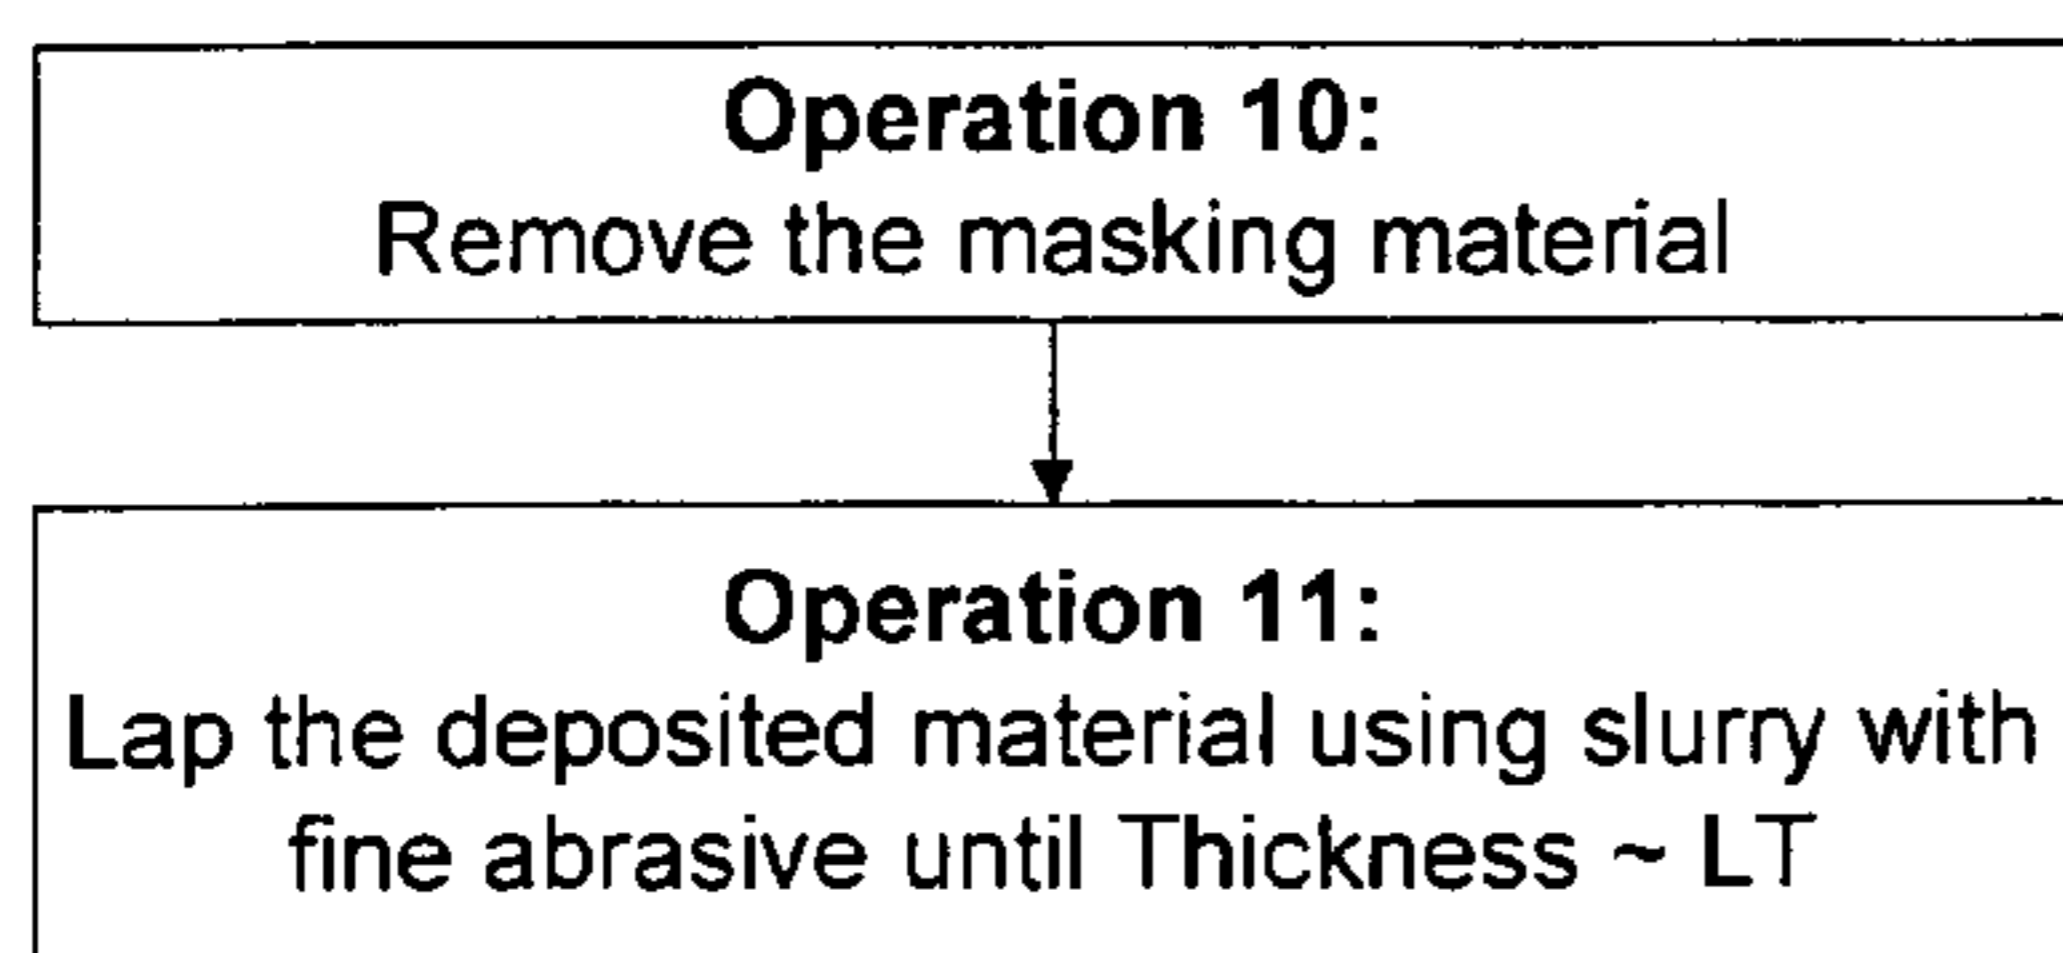 Operation 10:
Remove the masking material
Operation 11:
Lap the deposited material using slurry with
fine abrasive until Thickness ~ LT